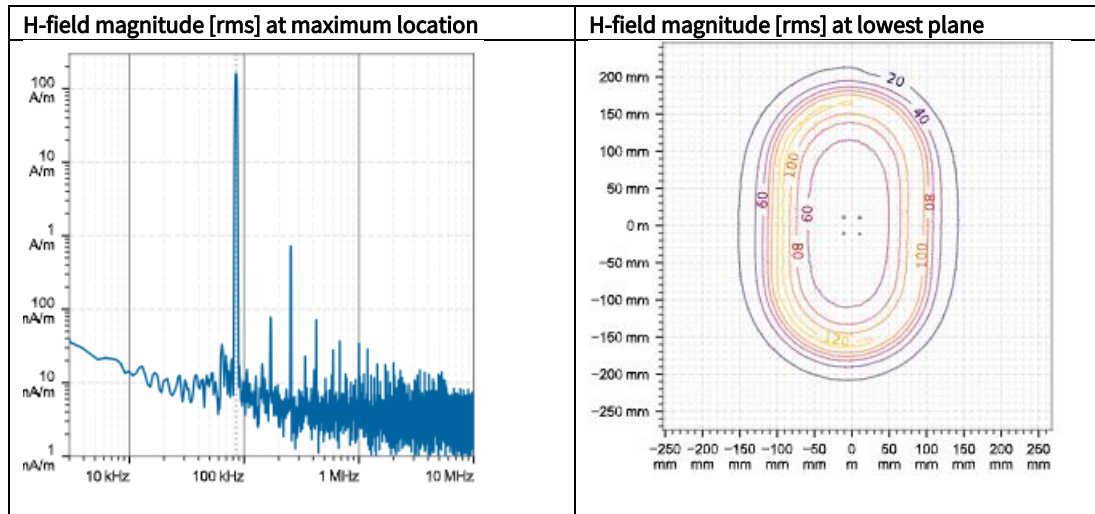 H-field magnitude [rms] at maximum location
100
A/m
10
A/m
1
A/m
100
nA/m
10
nA/m
1
nA/m
10 kHz 100 kHz 1 MHz 10 MHz
H-field magnitude [rms] at lowest plane
200 mm
150 mm
100 mm
50 mm
0 m
−50 mm
−100 mm
−150 mm
−200 mm
−250 mm
−250 −200 −150 −100 −50 0 50 100 150 200 250
mm mm mm mm mm m mm mm mm mm mm
20
40
100
60
60
80
80
100
120